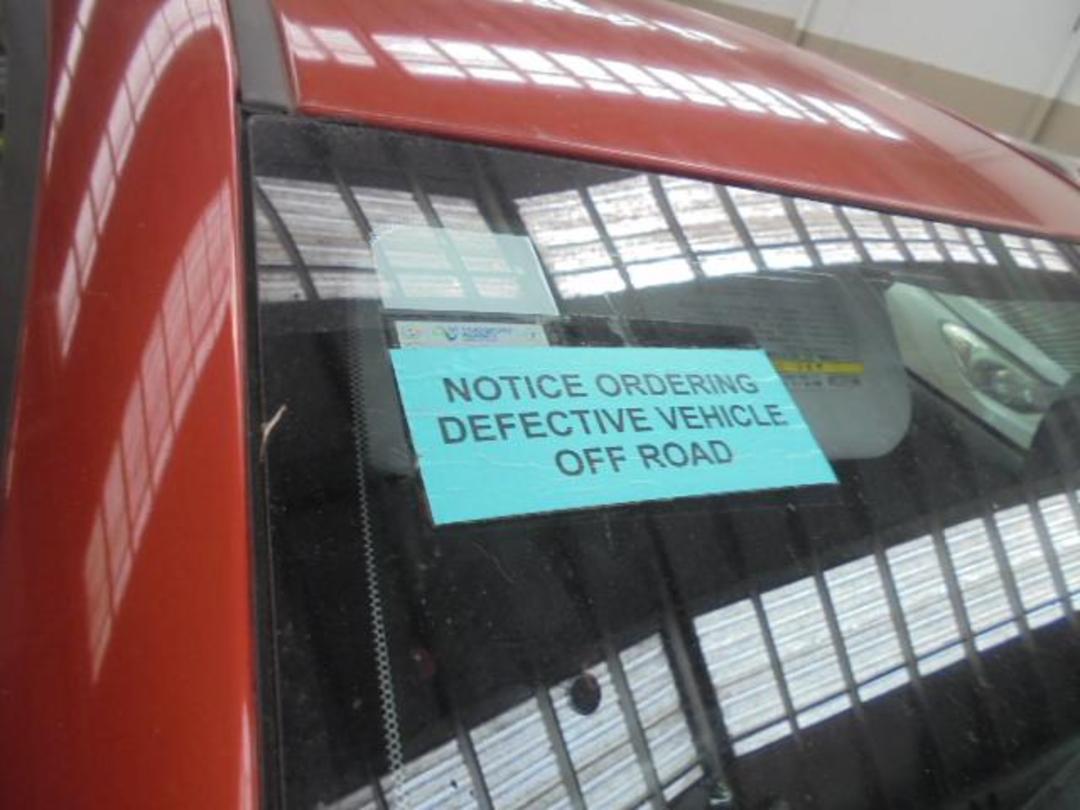 NOTICE ORDERING
DEFECTIVE VEHICLE
OFF ROAD